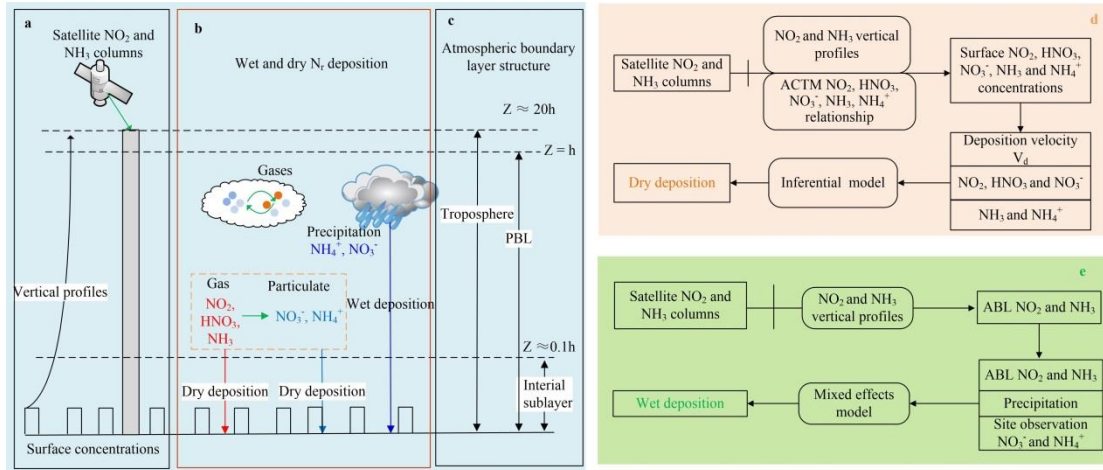 a
Satellite NO₂ and
NH₃ columns
Vertical profiles
Surface concentrations
b
Wet and dry Nᵣ deposition
Gases
Precipitation
NH₄⁺, NO₃⁻
Gas
NO₂,
HNO₃,
NH₃
Particulate
NO₃⁻, NH₄⁺
Wet deposition
Dry deposition
Dry deposition
c
Atmospheric boundary
layer structure
Z ≈ 20h
Z = h
Troposphere
PBL
Z ≈0.1h
Interial
sublayer
d
Satellite NO₂ and
NH₃ columns
NO₂ and NH₃ vertical
profiles
ACTM NO₂, HNO₃,
NO₃⁻, NH₃, NH₄⁺
relationship
Surface NO₂, HNO₃,
NO₃⁻, NH₃ and NH₄⁺
concentrations
Deposition velocity
V_d
NO₂, HNO₃ and NO₃⁻
NH₃ and NH₄⁺
Inferential model
Dry deposition
e
Satellite NO₂ and
NH₃ columns
NO₂ and NH₃
vertical profiles
ABL NO₂ and NH₃
ABL NO₂ and NH₃
Precipitation
Site observation
NO₃⁻ and NH₄⁺
Mixed effects
model
Wet deposition